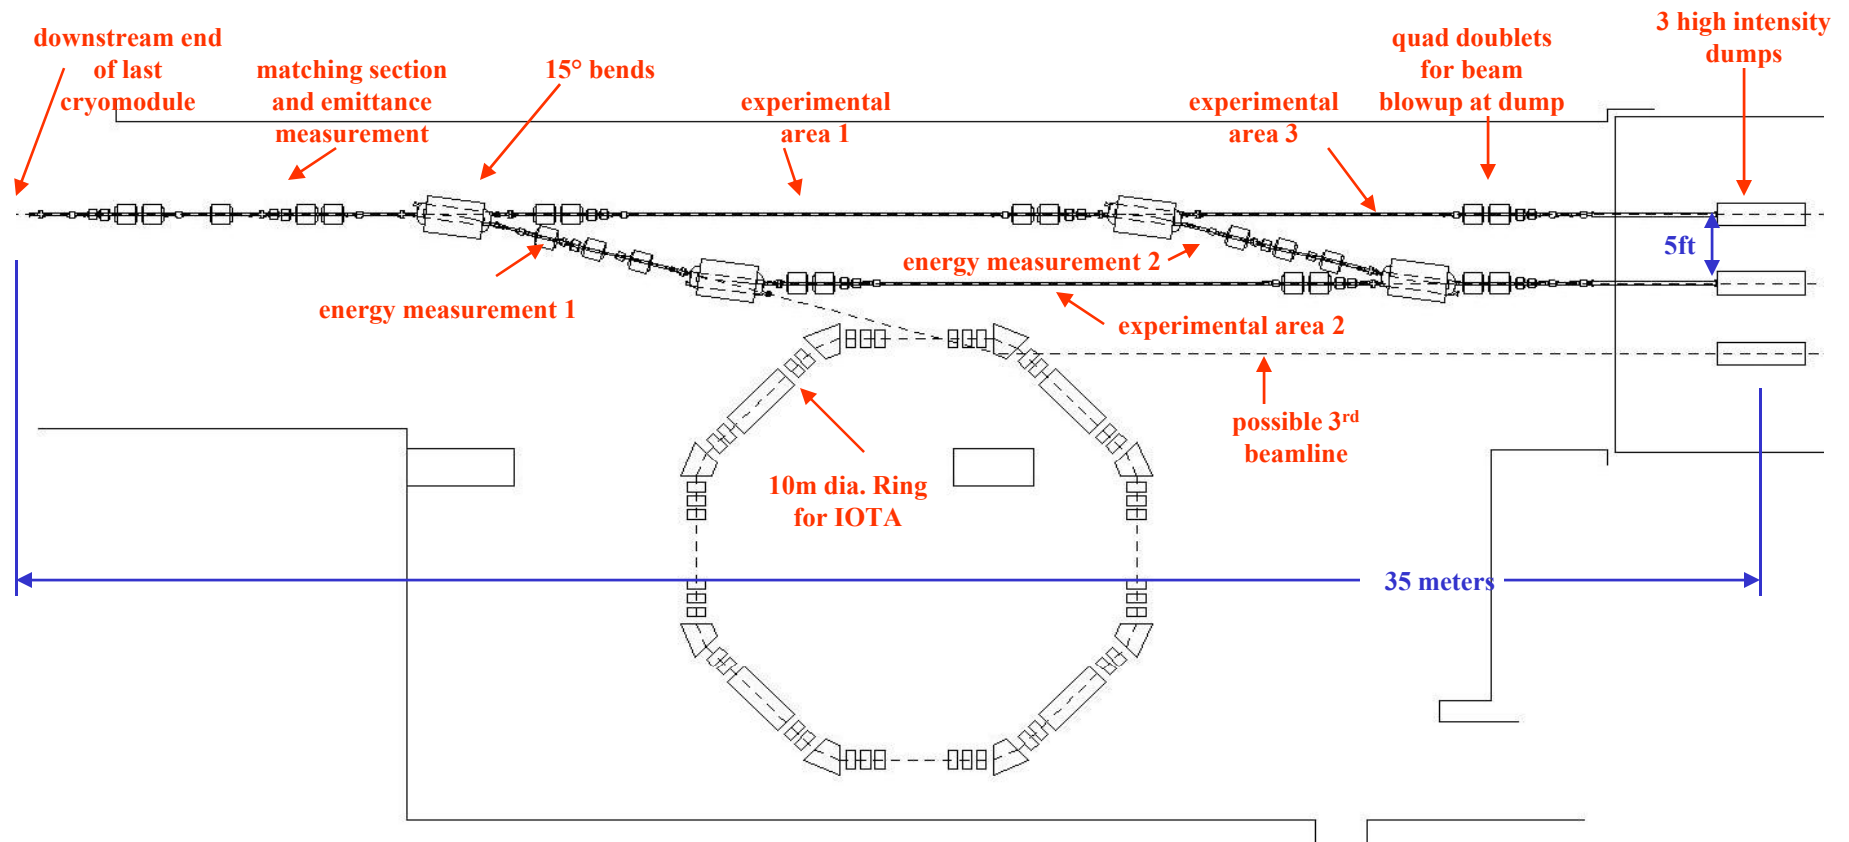 downstream end
of last
cryomodule
matching section
and emittance
measurement
15° bends
experimental
area 1
experimental
area 3
quad doublets
for beam
blowup at dump
3 high intensity
dumps
5ft
energy measurement 1
energy measurement 2
experimental area 2
possible 3rd
beamline
10m dia. Ring
for IOTA
35 meters